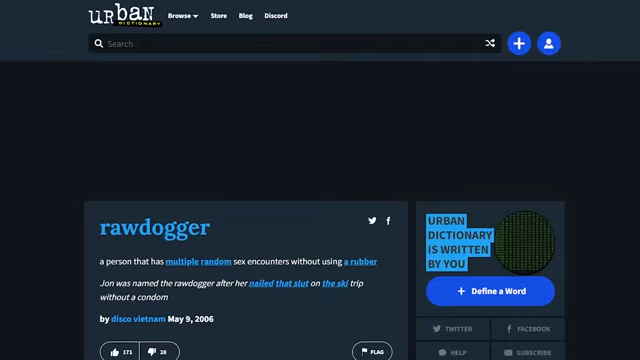 urban
DICTIONARY
Browse
Store
Blog
Discord
Search
rawdogger
a person that has multiple random sex encounters without using a rubber
Jon was named the rawdogger after her nailed that slut on the ski trip
without a condom
by disco vietnam May 9, 2006
171
28
FLAG
URBAN
DICTIONARY
IS WRITTEN
BY YOU
+ Define a Word
TWITTER
FACEBOOK
HELP
SUBSCRIBE